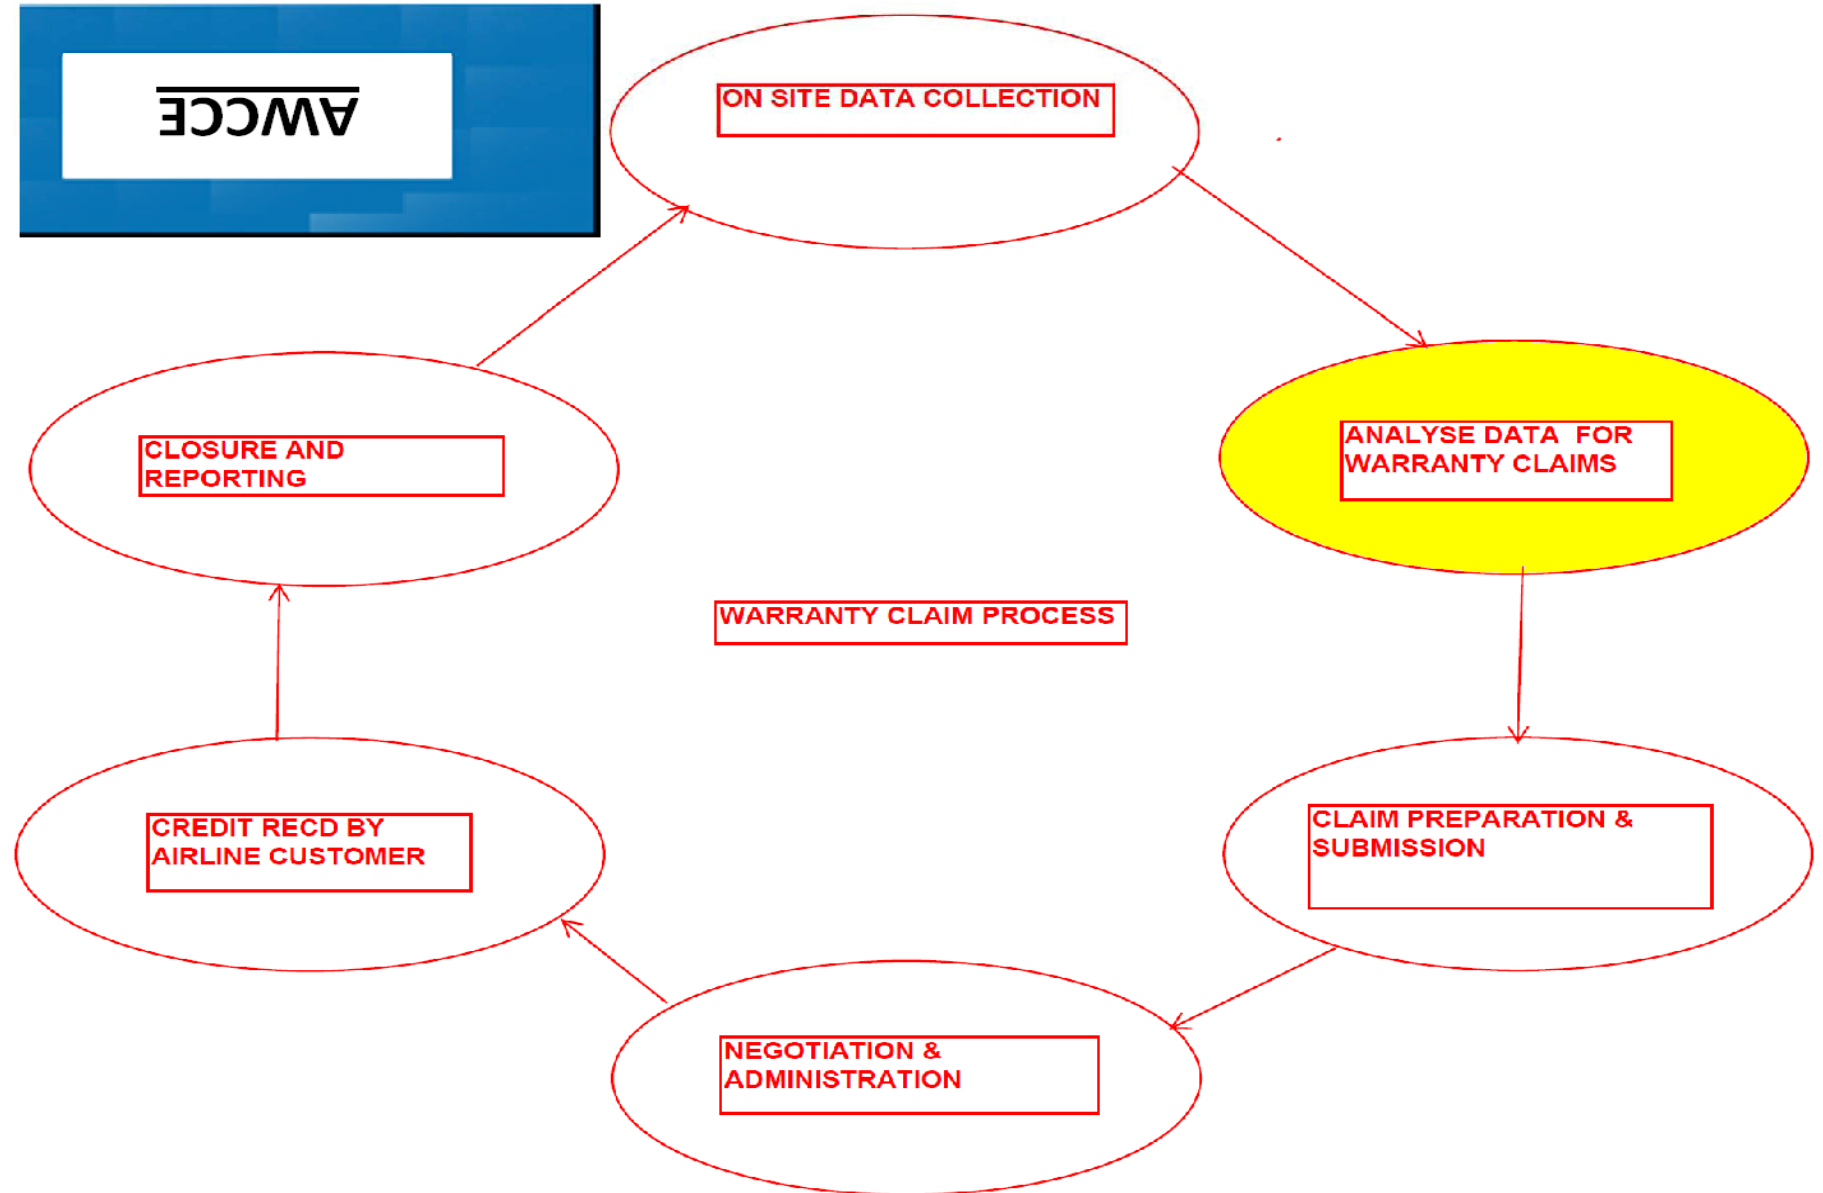 AWCCE
ON SITE DATA COLLECTION
ANALYSE DATA FOR
WARRANTY CLAIMS
CLAIM PREPARATION &
SUBMISSION
NEGOTIATION &
ADMINISTRATION
CREDIT RECD BY
AIRLINE CUSTOMER
CLOSURE AND
REPORTING
WARRANTY CLAIM PROCESS